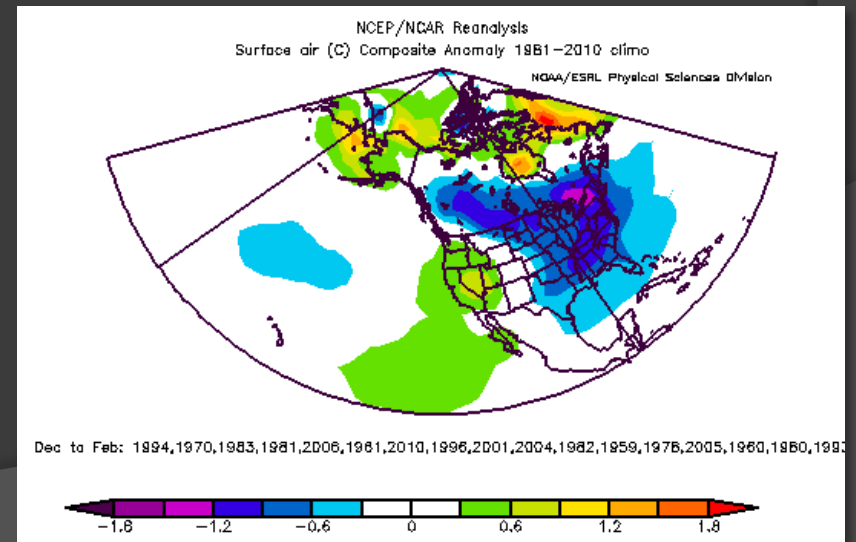 NCEP/NCAR Reanalysis
Surface air (C) Composite Anomaly 1981-2010 climo
NOAA/ESRL Physical Sciences Division
Dec to Feb: 1994,1970,1983,1981,2006,1961,2010,1996,2001,2004,1982,1959,1976,2005,1960,1980,199
-1.8 -1.2 -0.6 0 0.6 1.2 1.8